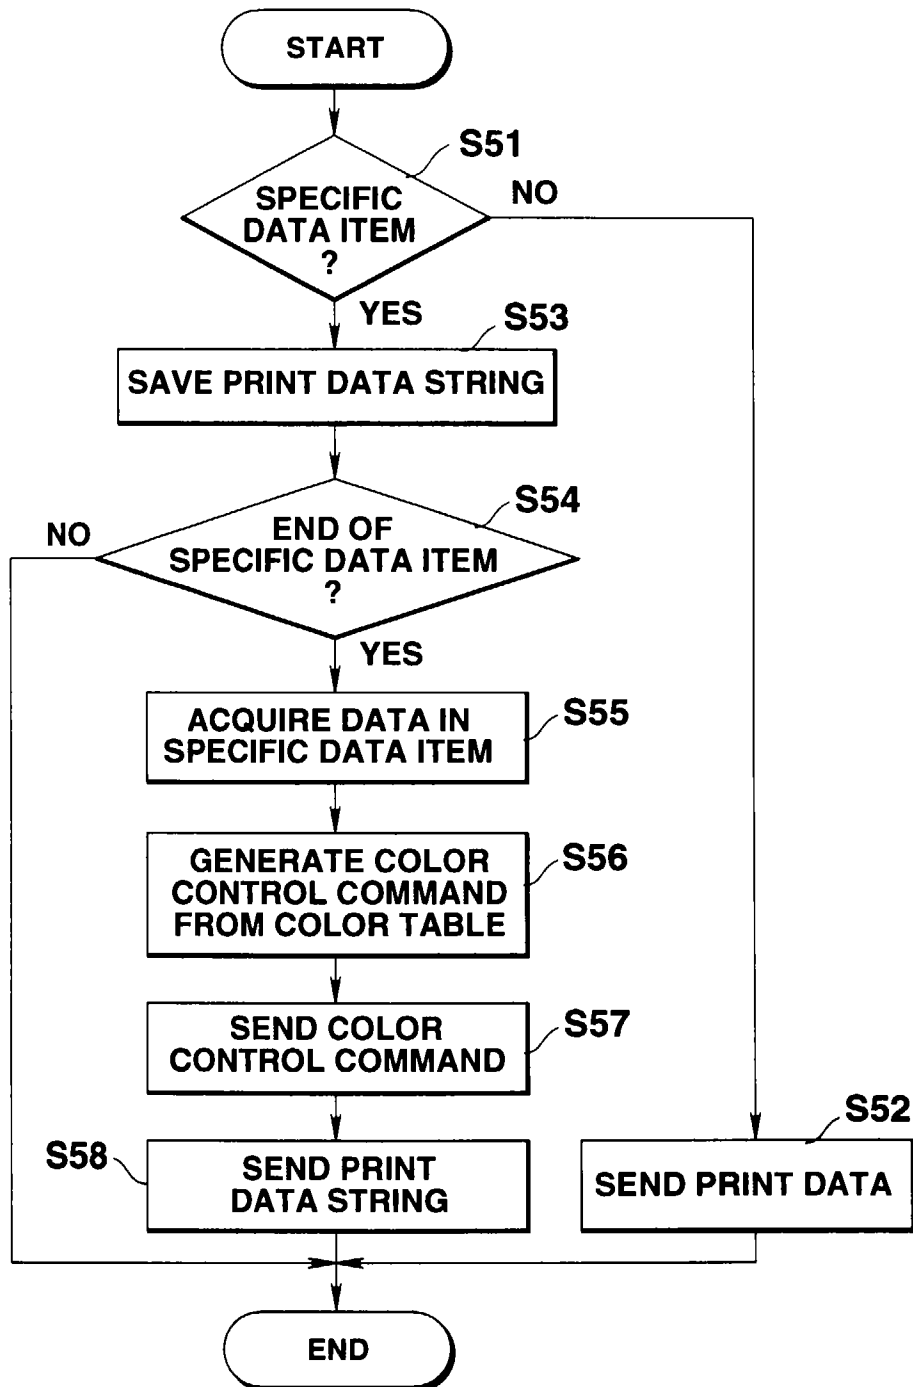 START
S51
SPECIFIC
DATA ITEM
?
NO
YES
S53
SAVE PRINT DATA STRING
S54
NO
END OF
SPECIFIC DATA ITEM
?
YES
S55
ACQUIRE DATA IN
SPECIFIC DATA ITEM
S56
GENERATE COLOR
CONTROL COMMAND
FROM COLOR TABLE
S57
SEND COLOR
CONTROL COMMAND
S52
S58
SEND PRINT
DATA STRING
SEND PRINT DATA
END